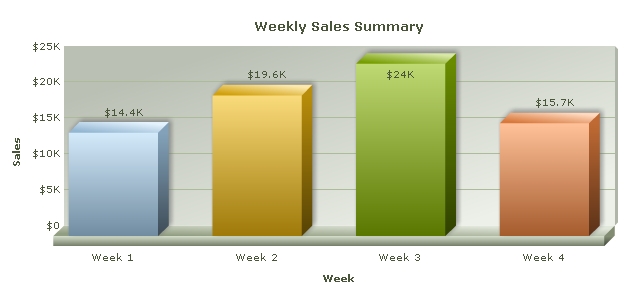 Weekly Sales Summary
$25K
$20K
$15K
$10K
$5K
$0
Sales
$14.4K
$19.6K
$24K
$15.7K
Week 1
Week 2
Week 3
Week 4
Week